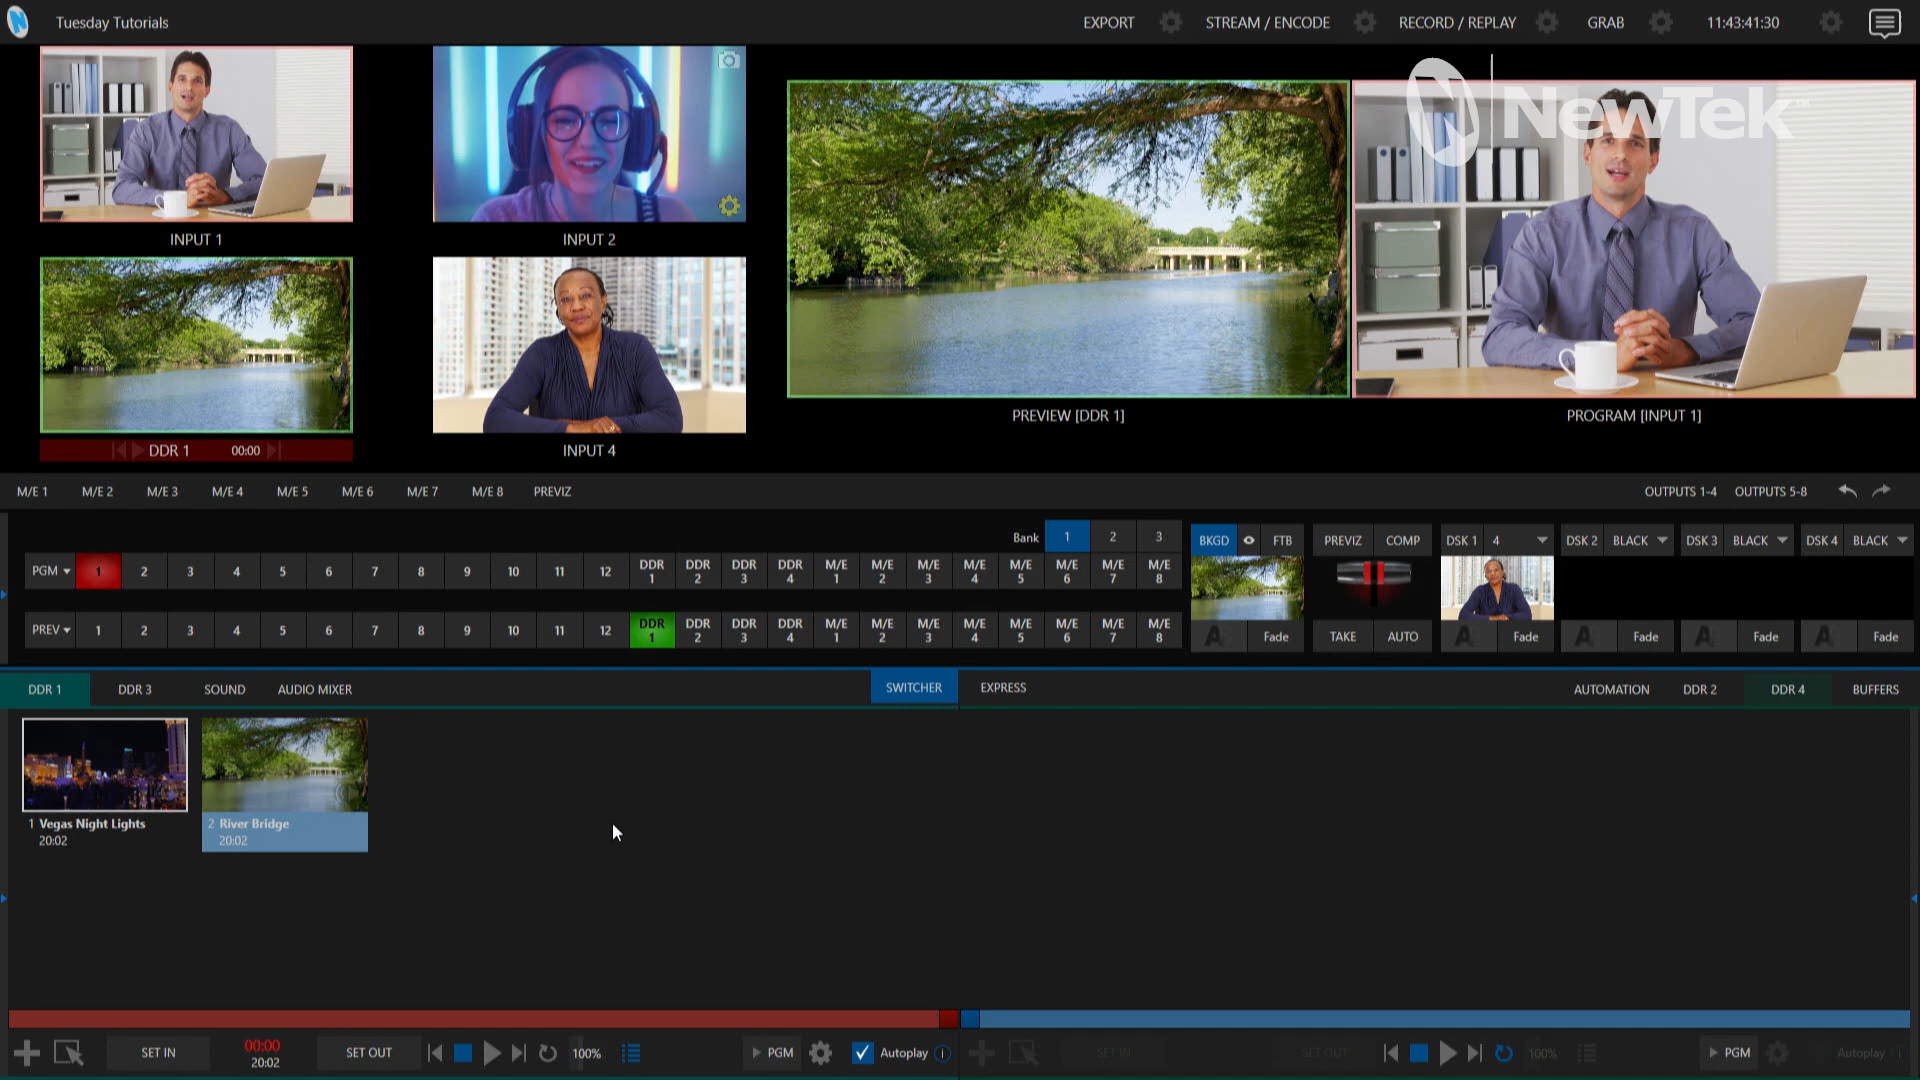 Tuesday Tutorials
EXPORT STREAM / ENCODE RECORD / REPLAY GRAB 11:43:41:30
NewTek™
INPUT 1
INPUT 2
DDR 1 00:00
INPUT 4
PREVIEW [DDR 1]
PROGRAM [INPUT 1]
M/E 1 M/E 2 M/E 3 M/E 4 M/E 5 M/E 6 M/E 7 M/E 8 PREVIZ
OUTPUTS 1-4 OUTPUTS 5-8
Bank 1 2 3
PGM 1 2 3 4 5 6 7 8 9 10 11 12 DDR 1 DDR 2 DDR 3 DDR 4 M/E 1 M/E 2 M/E 3 M/E 4 M/E 5 M/E 6 M/E 7 M/E 8
PREV 1 2 3 4 5 6 7 8 9 10 11 12 DDR 1 DDR 2 DDR 3 DDR 4 M/E 1 M/E 2 M/E 3 M/E 4 M/E 5 M/E 6 M/E 7 M/E 8
BKGD FTB PREVIZ COMP DSK 1 4 DSK 2 BLACK DSK 3 BLACK DSK 4 BLACK
Fade TAKE AUTO Fade Fade Fade Fade
DDR 1 DDR 3 SOUND AUDIO MIXER SWITCHER EXPRESS AUTOMATION DDR 2 DDR 4 BUFFERS
1 Vegas Night Lights
20:02
2 River Bridge
20:02
SET IN 00:00 SET OUT 100% PGM Autoplay SET IN SET OUT 100% PGM Autoplay
20:02